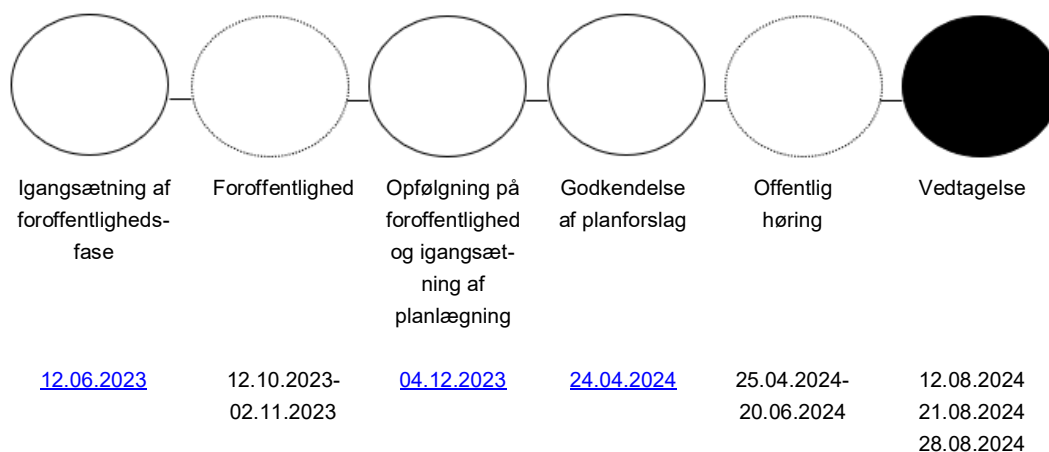 Igangsætning af
foroffentligheds-
fase
Foroffentlighed
Opfølgning på
foroffentlighed
og igangsæt-
ning af
planlægning
Godkendelse
af planforslag
Offentlig
høring
Vedtagelse
12.06.2023
12.10.2023-
02.11.2023
04.12.2023
24.04.2024
25.04.2024-
20.06.2024
12.08.2024
21.08.2024
28.08.2024